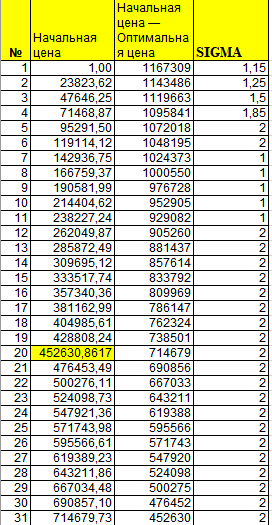 № Начальная цена Начальная цена — Оптимальна я цена SIGMA
1 1,00 1167309 1,15
2 23823,62 1143486 1,25
3 47646,25 1119663 1,5
4 71468,87 1095841 1,85
5 95291,50 1072018 2
6 119114,12 1048195 2
7 142936,75 1024373 1
8 166759,37 1000550 1
9 190581,99 976728 1
10 214404,62 952905 1
11 238227,24 929082 1
12 262049,87 905260 2
13 285872,49 881437 2
14 309695,12 857614 2
15 333517,74 833792 2
16 357340,36 809969 2
17 381162,99 786147 2
18 404985,61 762324 2
19 428808,24 738501 2
20 452630,8617 714679 2
21 476453,49 690856 2
22 500276,11 667033 2
23 524098,73 643211 2
24 547921,36 619388 2
25 571743,98 595566 2
26 595566,61 571743 2
27 619389,23 547920 2
28 643211,86 524098 2
29 667034,48 500275 2
30 690857,10 476452 2
31 714679,73 452630 2